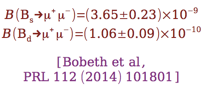 B(Bₛ→μ⁺μ⁻)=(3.65±0.23)×10⁻⁹
B(B_d→μ⁺μ⁻)=(1.06±0.09)×10⁻¹⁰
[Bobeth et al,
PRL 112 (2014) 101801]